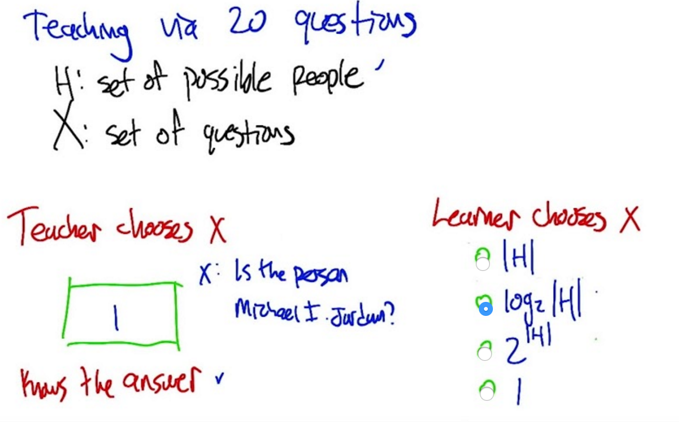 Teaching via 20 questions
H: set of possible people
X: set of questions
Teacher chooses X
1
X: Is the person
Michael I. Jordan?
Knows the answer
Learner chooses X
|H|
log₂ |H|
2^|H|
1